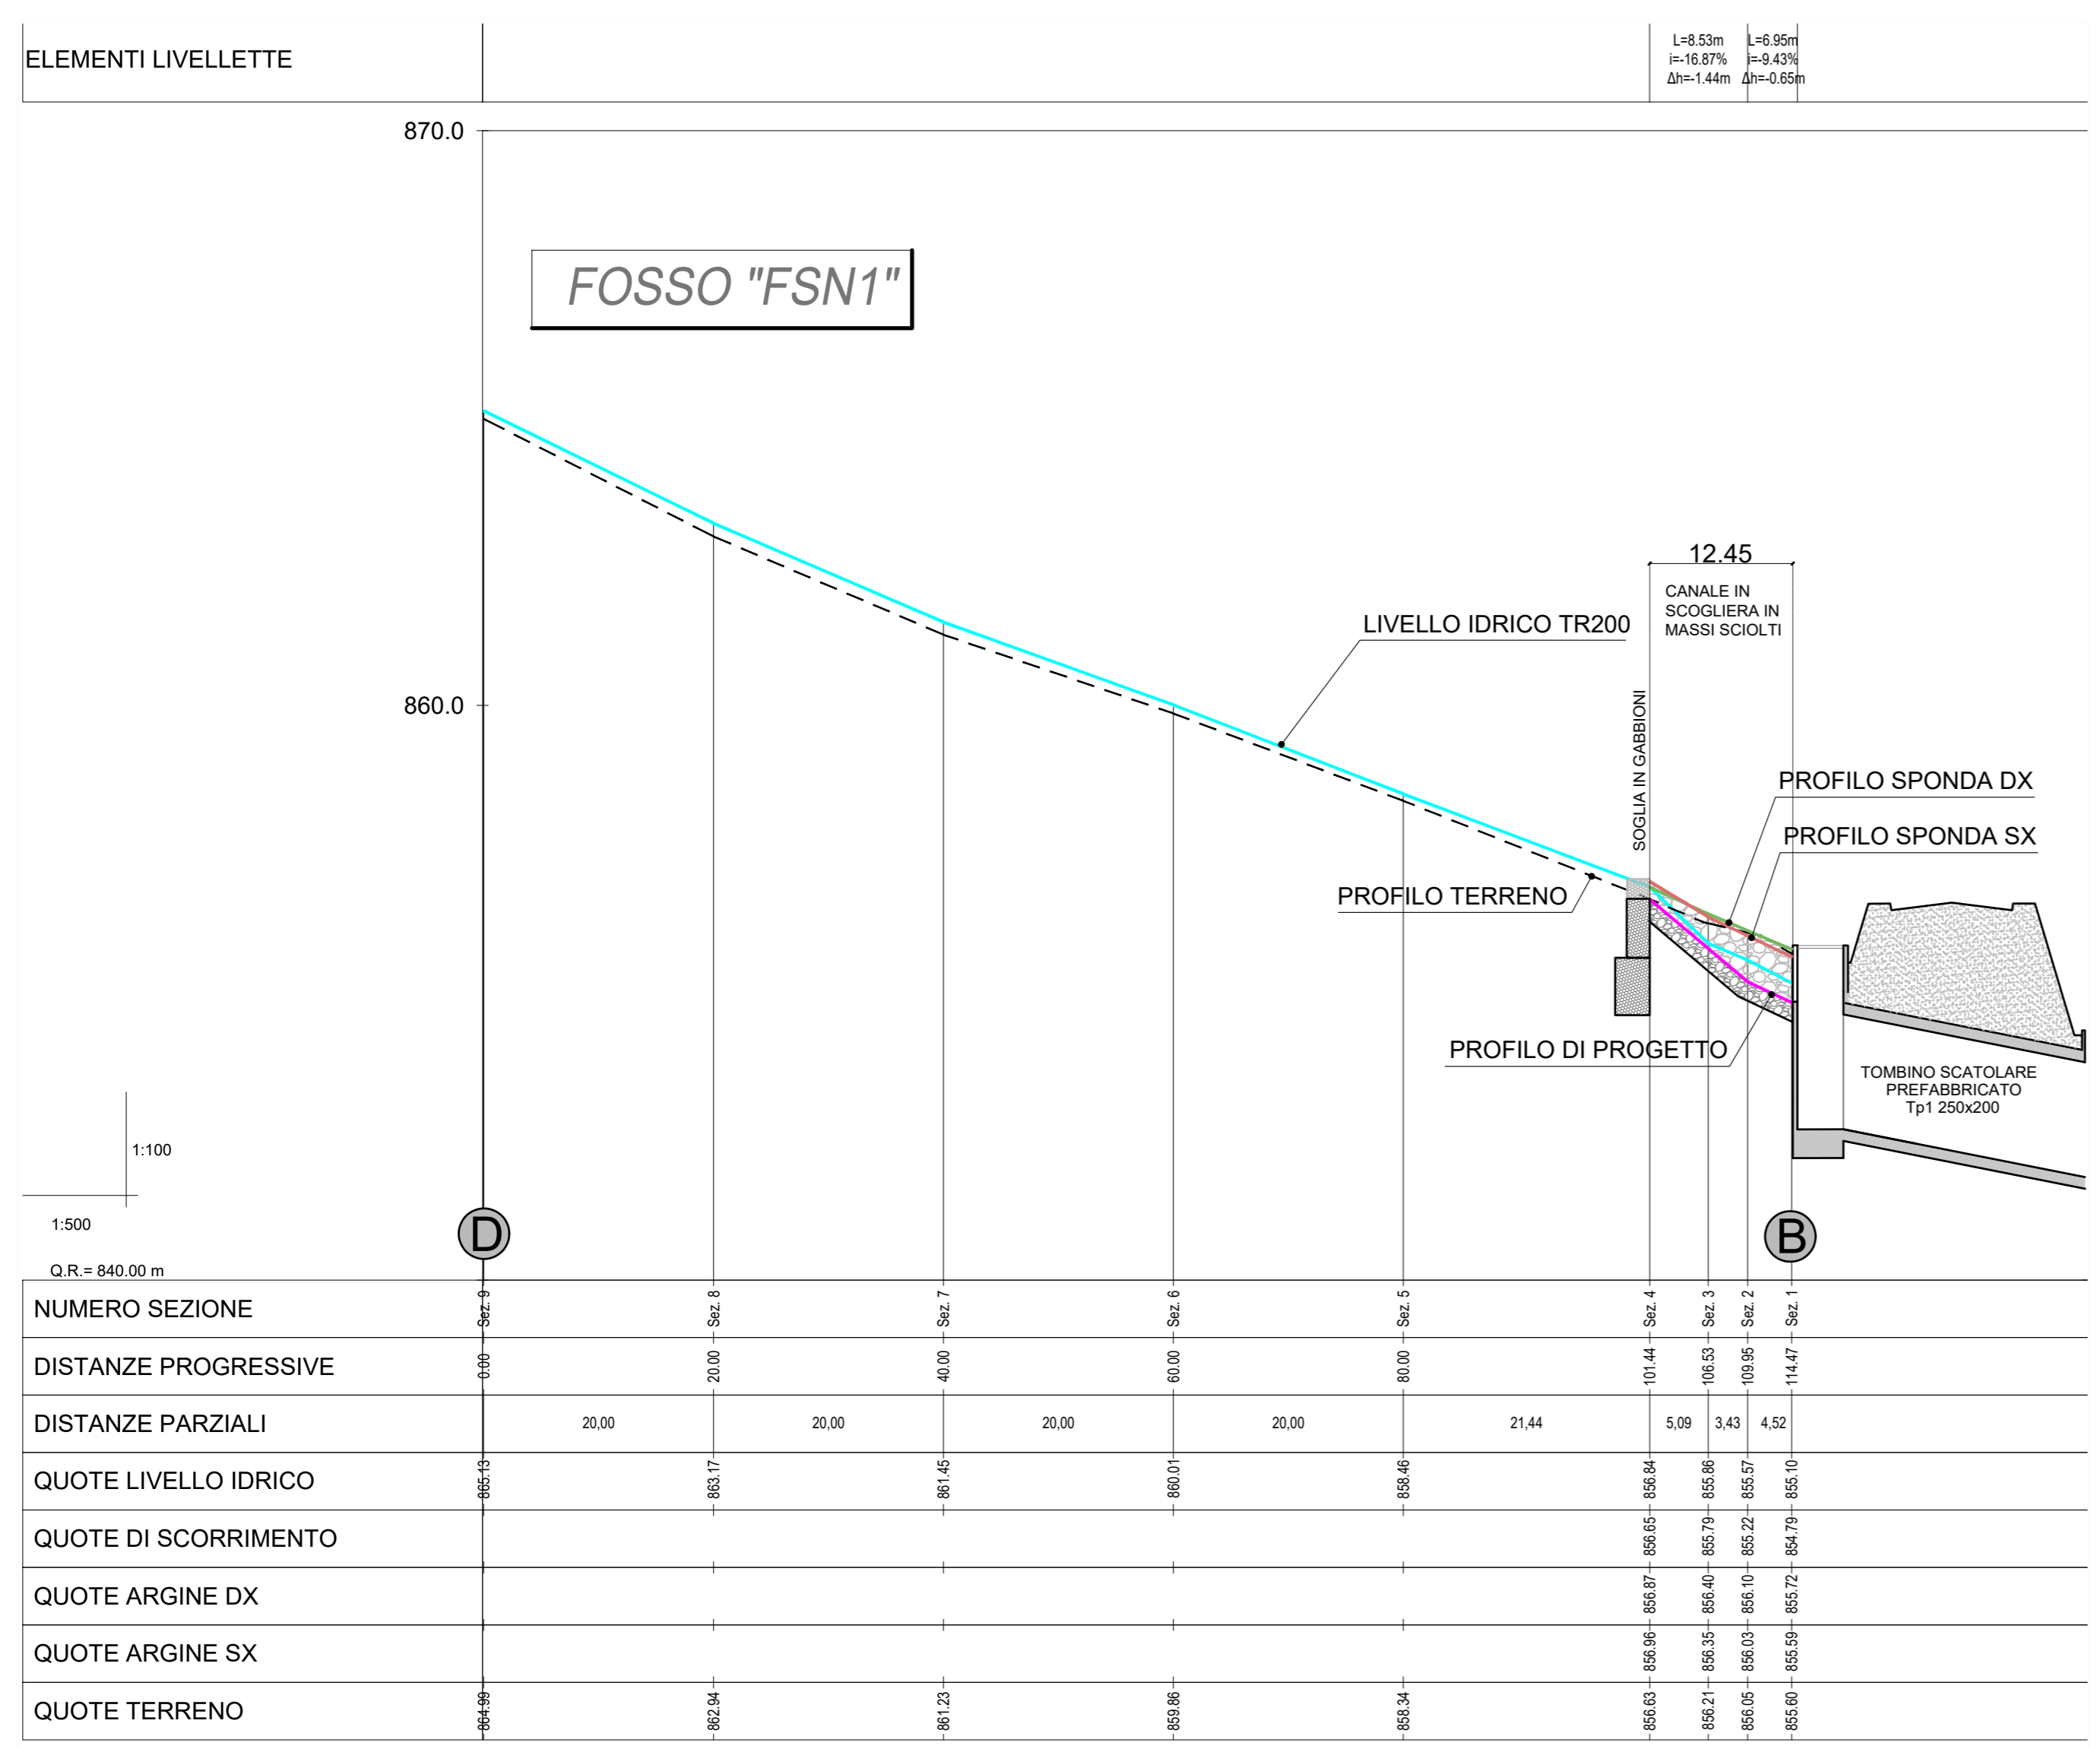 ELEMENTI LIVELLETTE
L=8.53m
i=-16.87%
Δh=-1.44m
L=6.95m
i=-9.43%
Δh=-0.65m
870.0
FOSSO "FSN1"
860.0
12.45
CANALE IN
SCOGLIERA IN
MASSI SCIOLTI
LIVELLO IDRICO TR200
SOGLIA IN GABBIONI
PROFILO SPONDA DX
PROFILO SPONDA SX
PROFILO TERRENO
PROFILO DI PROGETTO
TOMBINO SCATOLARE
PREFABBRICATO
Tp1 250x200
1:100
1:500
Q.R.= 840.00 m
D
B
NUMERO SEZIONE Sez. 9 Sez. 8 Sez. 7 Sez. 6 Sez. 5 Sez. 4 Sez. 3 Sez. 2 Sez. 1
DISTANZE PROGRESSIVE 0.00 20.00 40.00 60.00 80.00 101.44 106.53 109.95 114.47
DISTANZE PARZIALI 20,00 20,00 20,00 20,00 21,44 5,09 3,43 4,52
QUOTE LIVELLO IDRICO 865.13 863.17 861.45 860.01 858.46 856.84 855.86 855.57 855.10
QUOTE DI SCORRIMENTO 856.65 855.79 855.22 854.79
QUOTE ARGINE DX 856.87 856.40 856.10 855.72
QUOTE ARGINE SX 856.96 856.35 856.03 855.59
QUOTE TERRENO 864.99 862.94 861.23 859.86 858.34 856.63 856.21 856.05 855.60